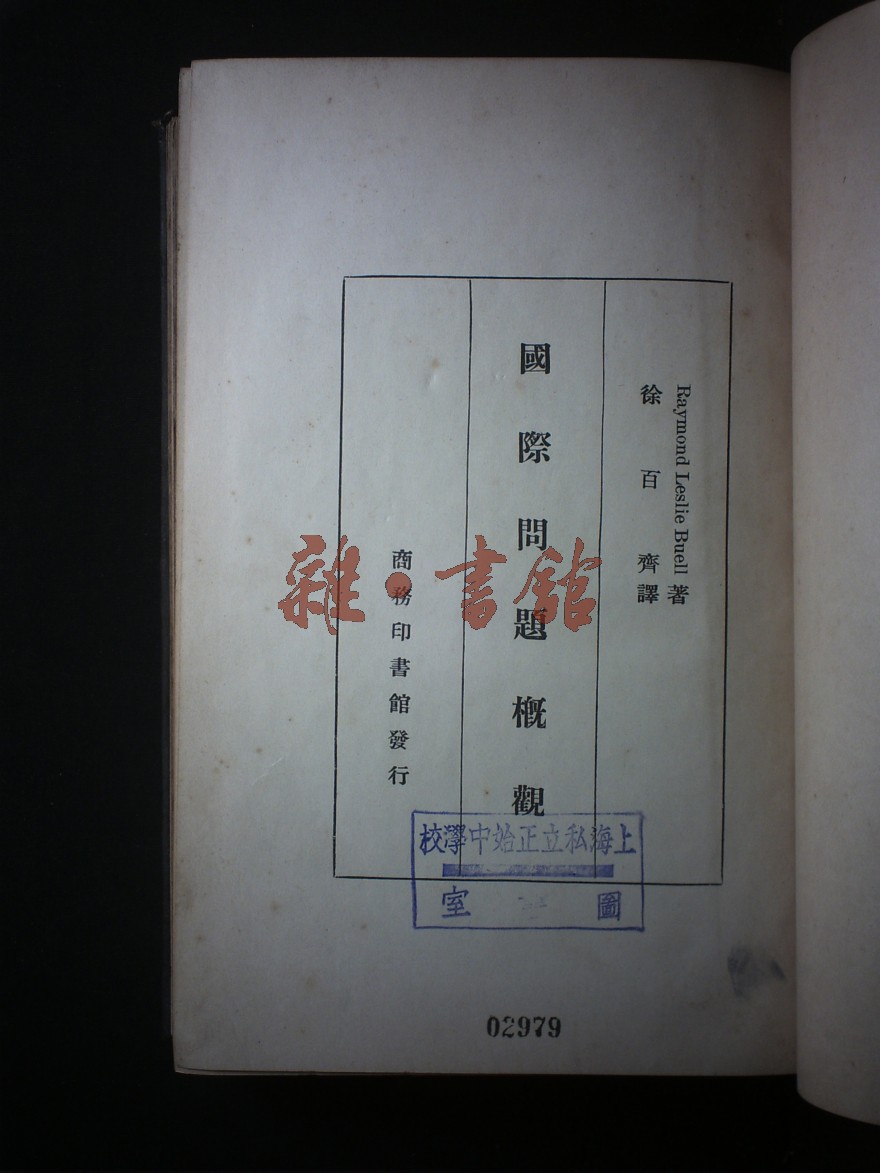 Raymond Leslie Buell 著
徐百齊譯
國際問題概觀
商務印書館發行
雜·書館
上海私立正始中學校
圖 室
02979